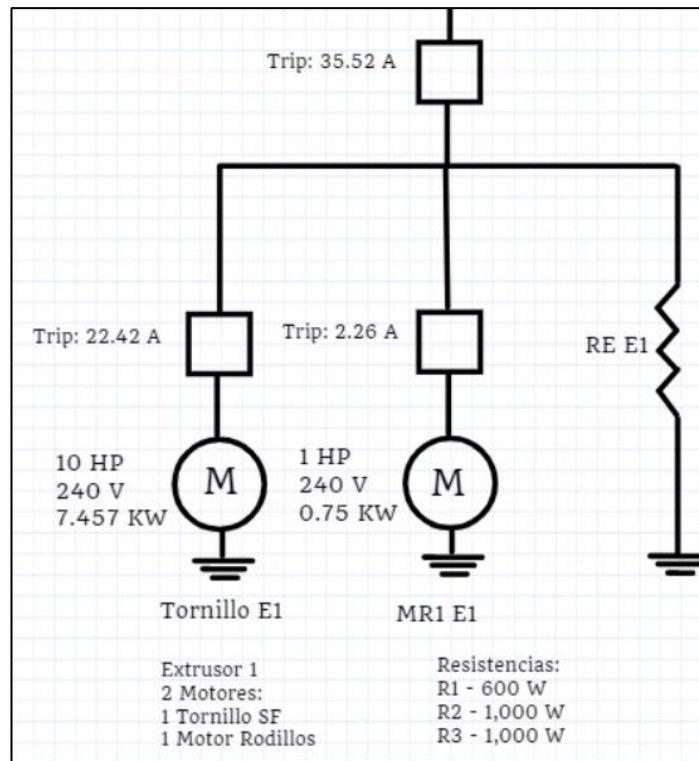 Trip: 35.52 A
Trip: 22.42 A
Trip: 2.26 A
RE E1
10 HP
240 V
7.457 KW
M
1 HP
240 V
0.75 KW
M
Tornillo E1
MR1 E1
Extrusor 1
2 Motores:
1 Tornillo SF
1 Motor Rodillos
Resistencias:
R1 - 600 W
R2 - 1,000 W
R3 - 1,000 W